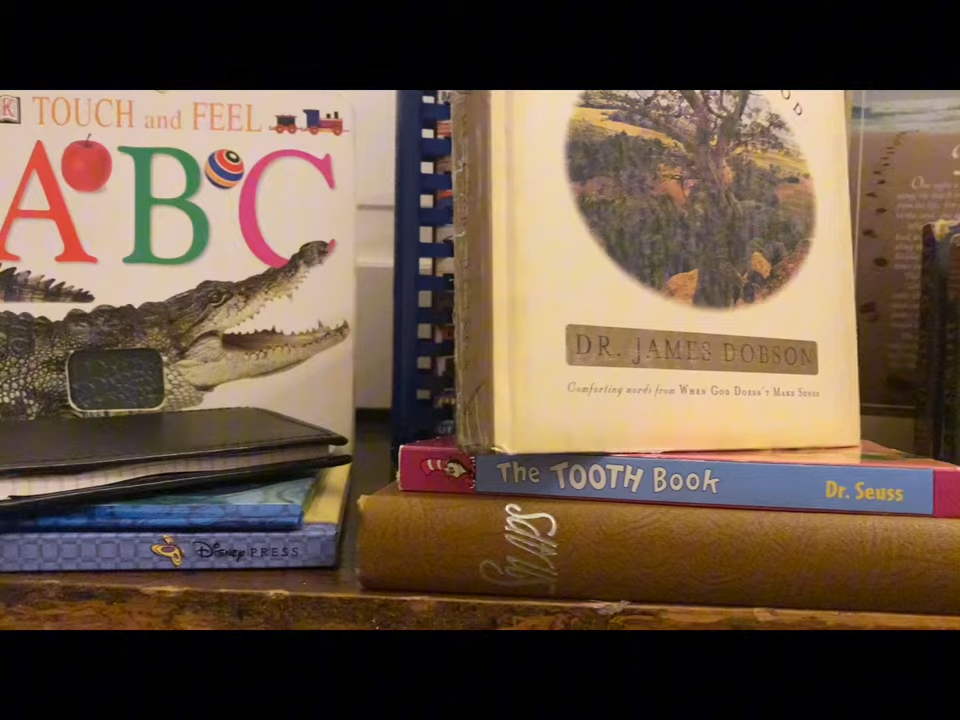 TOUCH and FEEL
ABC
DR. JAMES DOBSON
Comforting words from WHEN GOD DOESN'T MAKE SENSE
The TOOTH Book Dr. Seuss
DISNEY PRESS